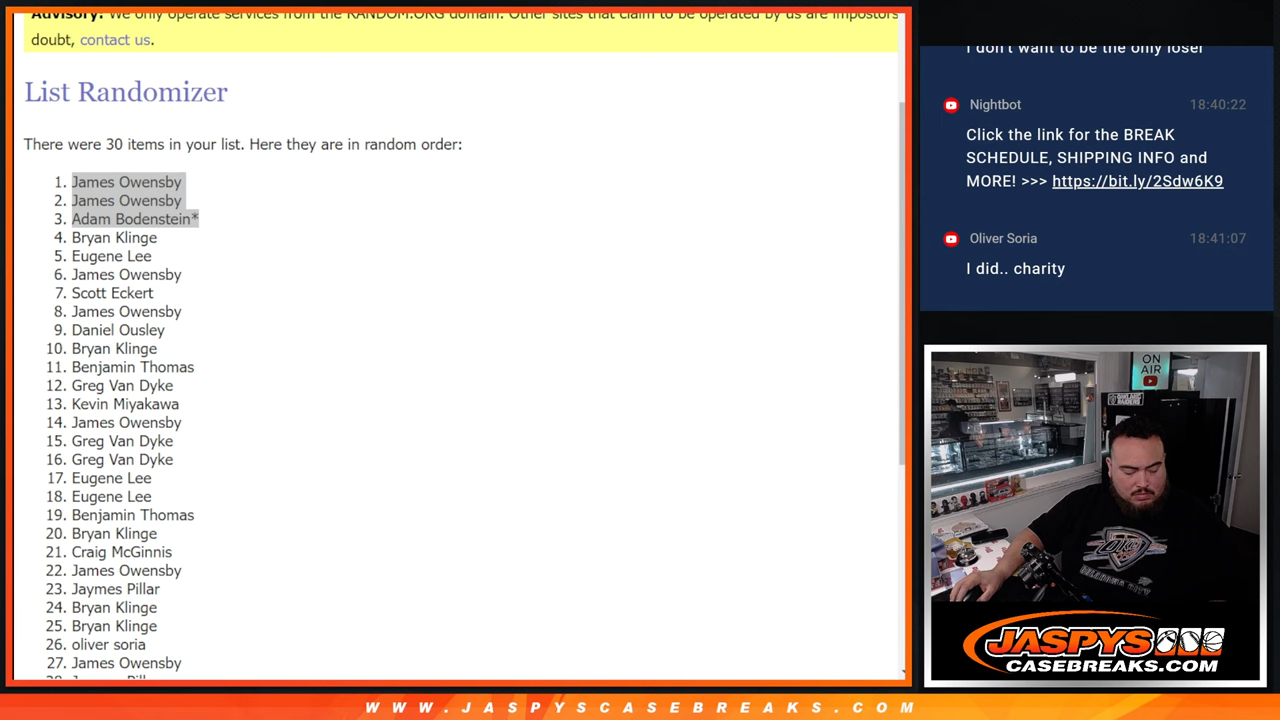 Advisory: We only operate services from the RANDOM.ORG domain. Other sites that claim to be operated by us are impostors
doubt, contact us.
List Randomizer
There were 30 items in your list. Here they are in random order:
1. James Owensby
2. James Owensby
3. Adam Bodenstein*
4. Bryan Klinge
5. Eugene Lee
6. James Owensby
7. Scott Eckert
8. James Owensby
9. Daniel Ousley
10. Bryan Klinge
11. Benjamin Thomas
12. Greg Van Dyke
13. Kevin Miyakawa
14. James Owensby
15. Greg Van Dyke
16. Greg Van Dyke
17. Eugene Lee
18. Eugene Lee
19. Benjamin Thomas
20. Bryan Klinge
21. Craig McGinnis
22. James Owensby
23. Jaymes Pillar
24. Bryan Klinge
25. Bryan Klinge
26. oliver soria
27. James Owensby
I don't want to be the only loser
Nightbot 18:40:22
Click the link for the BREAK
SCHEDULE, SHIPPING INFO and
MORE! >>> https://bit.ly/2Sdw6K9
Oliver Soria 18:41:07
I did.. charity
ON
AIR
OKC
JASPYS
CASEBREAKS.COM
WWW.JASPYSCASEBREAKS.COM